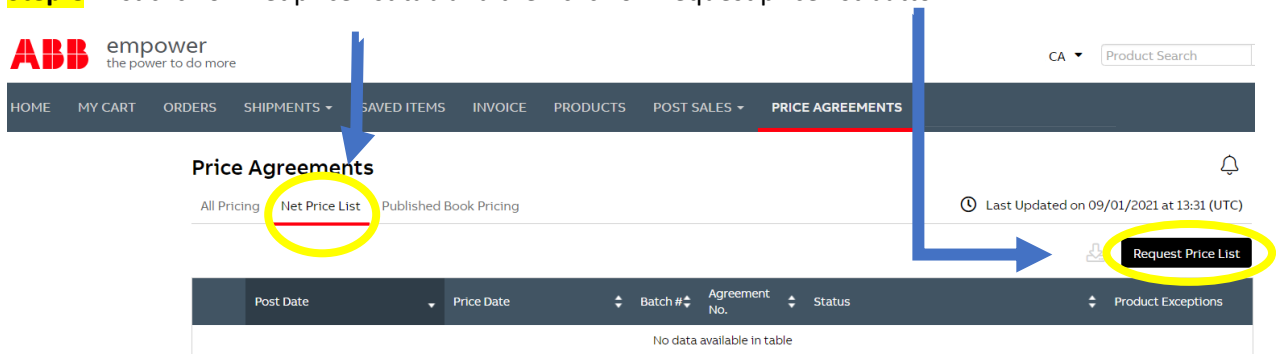 ABB empower
the power to do more
CA
Product Search
HOME MY CART ORDERS SHIPMENTS SAVED ITEMS INVOICE PRODUCTS POST SALES PRICE AGREEMENTS
Price Agreements
All Pricing Net Price List Published Book Pricing
Last Updated on 09/01/2021 at 13:31 (UTC)
Request Price List
Post Date Price Date Batch # Agreement No. Status Product Exceptions
No data available in table